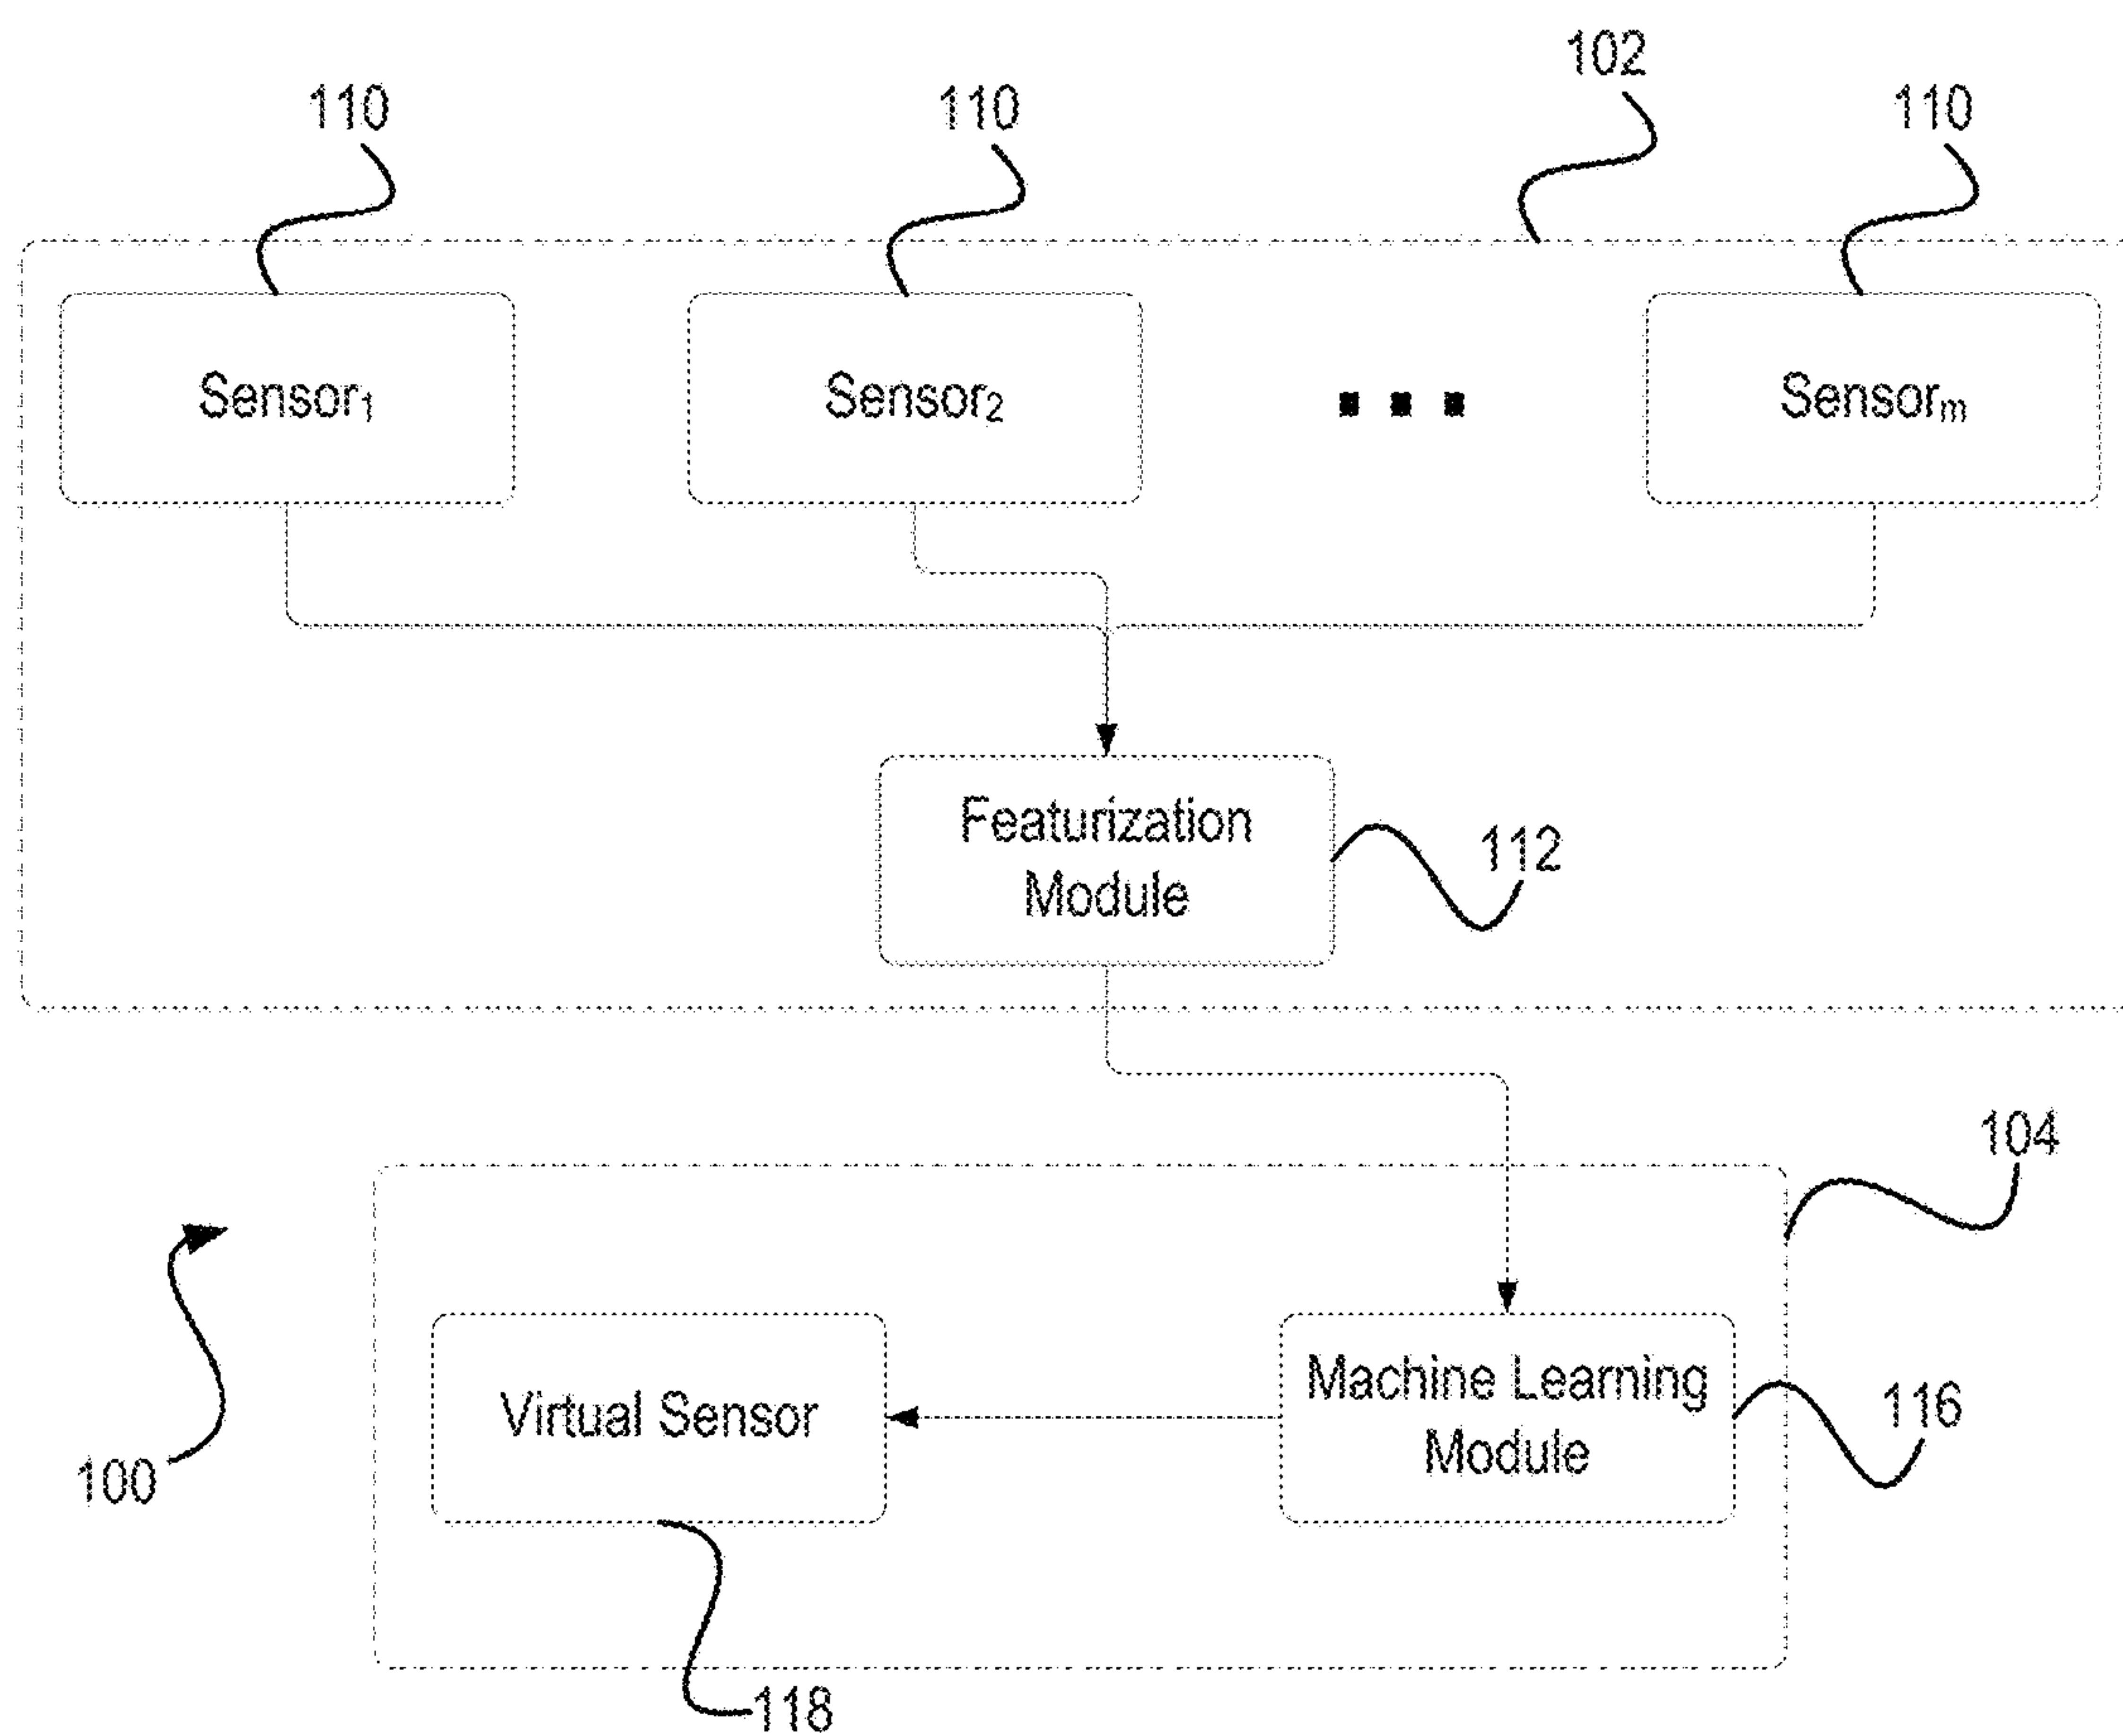 102
110
110
110
Sensor₁
Sensor₂
Sensorₘ
Featurization
Module
112
104
Machine Learning
Module
Virtual Sensor
116
100
118